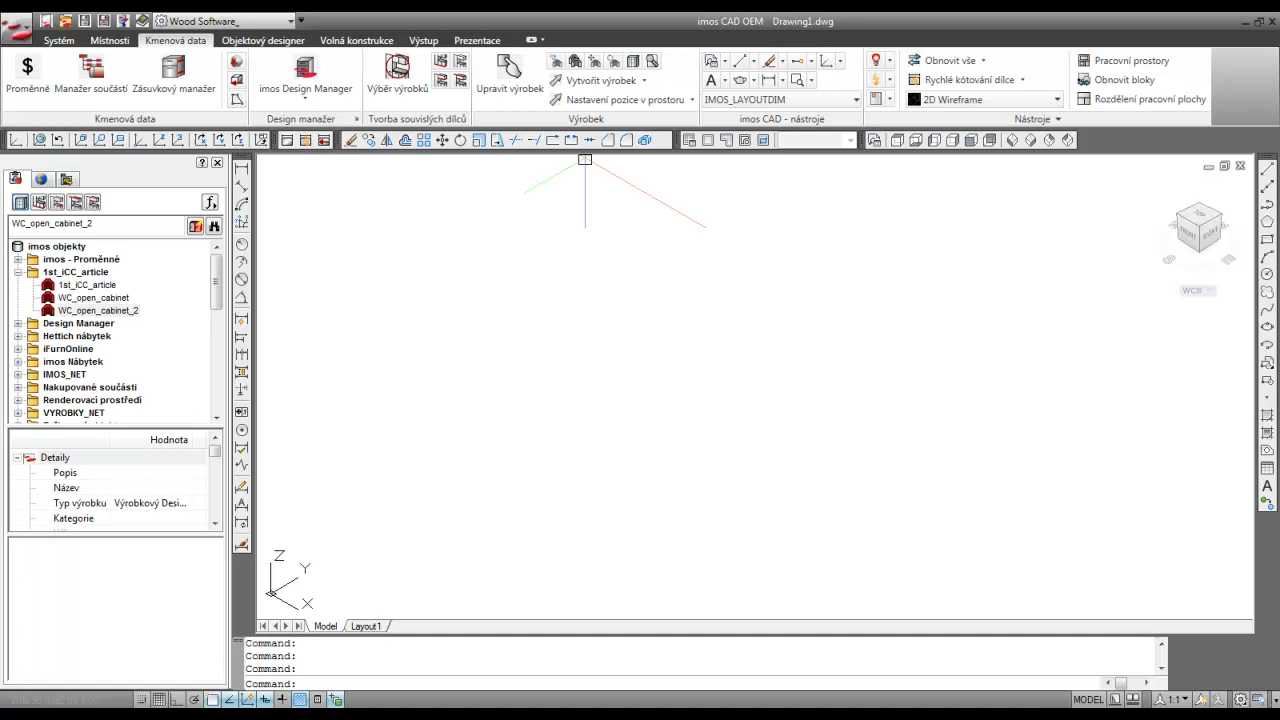 Wood Software_
imos CAD OEM Drawing1.dwg
Systém Místnosti Kmenová data Objektový designer Volná konstrukce Výstup Prezentace
Proměnné Manažer součástí Zásuvkový manažer
imos Design Manager
Výběr výrobků
Upravit výrobek
Vytvořit výrobek
Nastavení pozice v prostoru
IMOS_LAYOUTDIM
Obnovit vše
Rychlé kótování dílce
2D Wireframe
Pracovní prostory
Obnovit bloky
Rozdělení pracovní plochy
Kmenová data Design manažer Tvorba souvislých dílců Výrobek imos CAD - nástroje Nástroje
WC_open_cabinet_2
imos objekty
imos - Proměnné
1st_iCC_article
1st_iCC_article
WC_open_cabinet
WC_open_cabinet_2
Design Manager
Hettich nábytek
iFurnOnline
imos Nábytek
IMOS_NET
Nakupované součásti
Renderovací prostředí
VYROBKY_NET
Hodnota
Detaily
Popis
Název
Typ výrobku Výrobkový Desi...
Kategorie
TOP
FRONT RIGHT
WCS
Z
Y
X
Model Layout1
Command:
Command:
Command:
Command:
MODEL 1:1